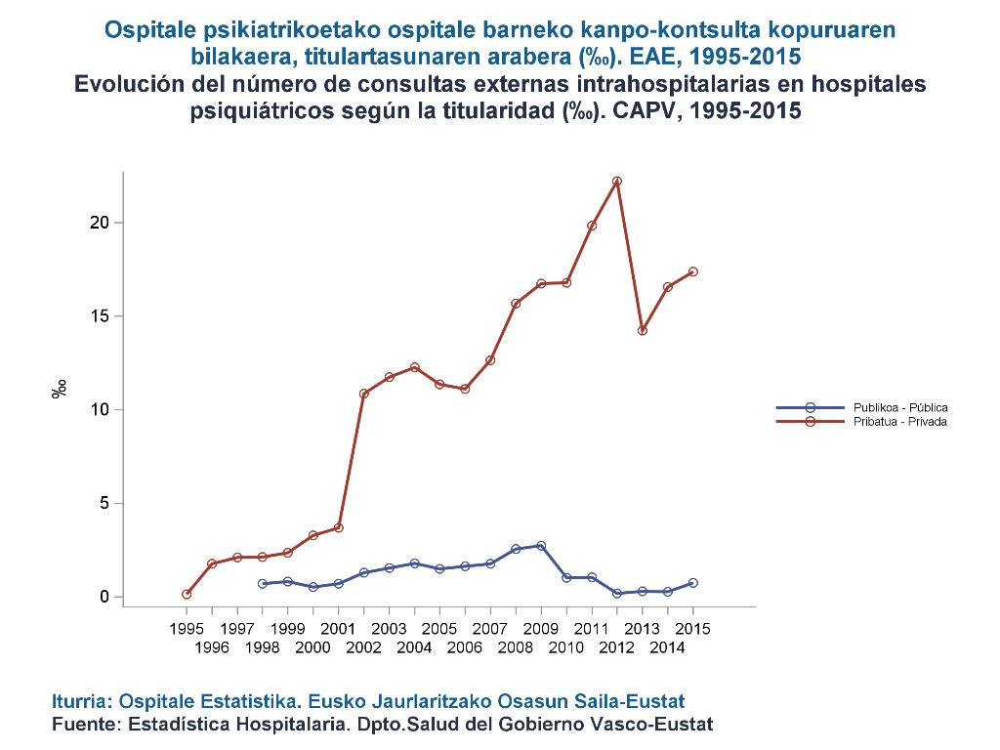 Ospitale psikiatrikoetako ospitale barneko kanpo-kontsulta kopuruaren
bilakaera, titulartasunaren arabera (‰). EAE, 1995-2015
Evolución del número de consultas externas intrahospitalarias en hospitales
psiquiátricos según la titularidad (‰). CAPV, 1995-2015
20
15
10
5
0
‰
Publikoa - Pública
Pribatua - Privada
1995 1997 1999 2001 2003 2005 2007 2009 2011 2013 2015
1996 1998 2000 2002 2004 2006 2008 2010 2012 2014
Iturria: Ospitale Estatistika. Eusko Jaurlaritzako Osasun Saila-Eustat
Fuente: Estadística Hospitalaria. Dpto.Salud del Gobierno Vasco-Eustat